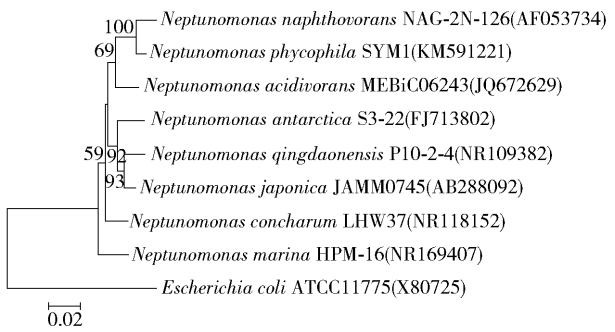 Neptunomonas naphthovorans NAG-2N-126(AF053734)
100
Neptunomonas phycophila SYM1(KM591221)
69
Neptunomonas acidivorans MEBiC06243(JQ672629)
Neptunomonas antarctica S3-22(FJ713802)
59
92
Neptunomonas qingdaonensis P10-2-4(NR109382)
93
Neptunomonas japonica JAMM0745(AB288092)
Neptunomonas concharum LHW37(NR118152)
Neptunomonas marina HPM-16(NR169407)
Escherichia coli ATCC11775(X80725)
0.02